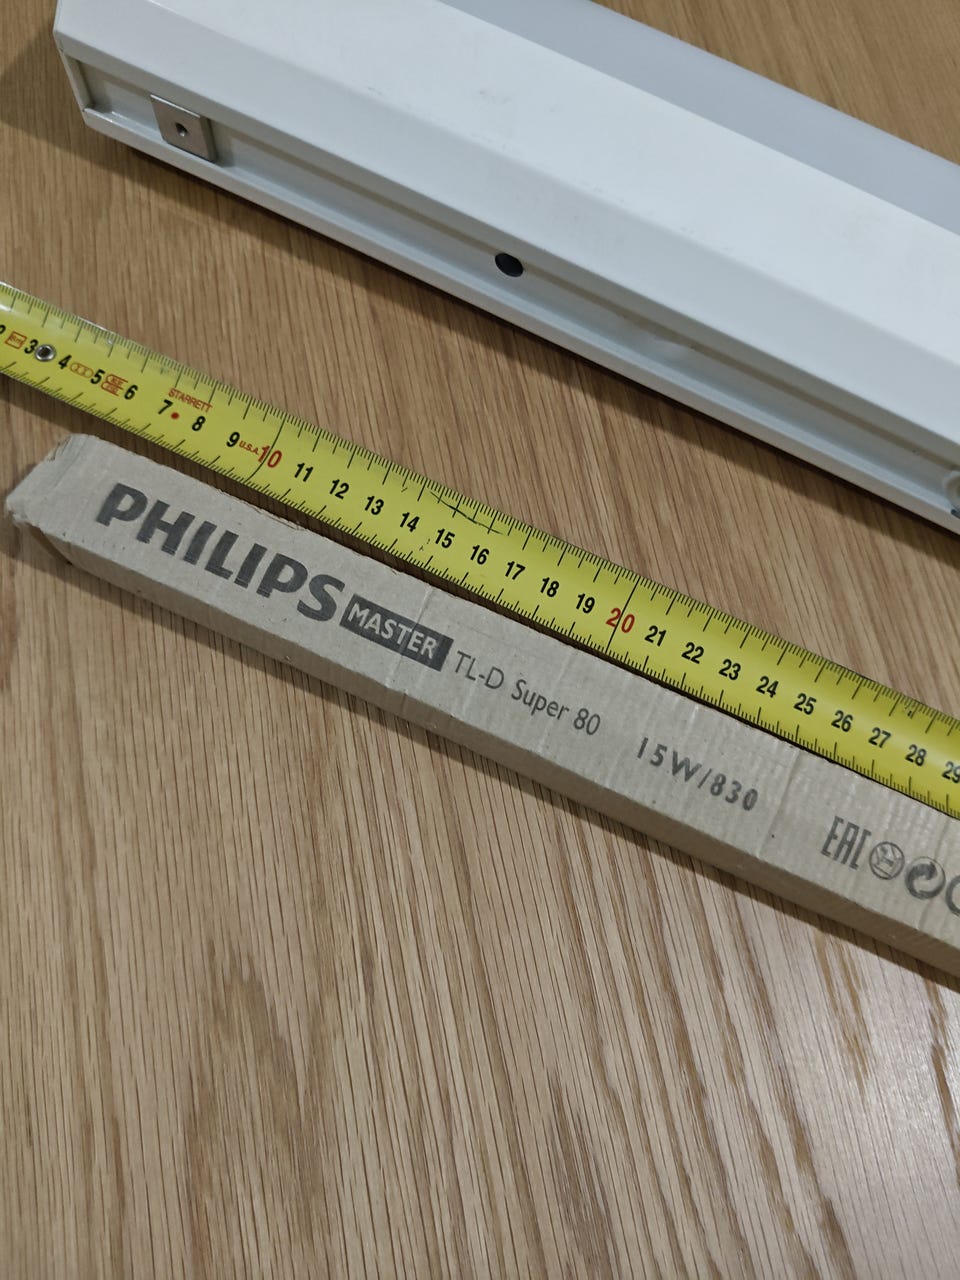 3 4 5 6 7 8 9 10 11 12 13 14 15 16 17 18 19 20 21 22 23 24 25 26 27 28 29
STARRETT
U.S.A.
PHILIPS MASTER TL-D Super 80 15W/830 EAC